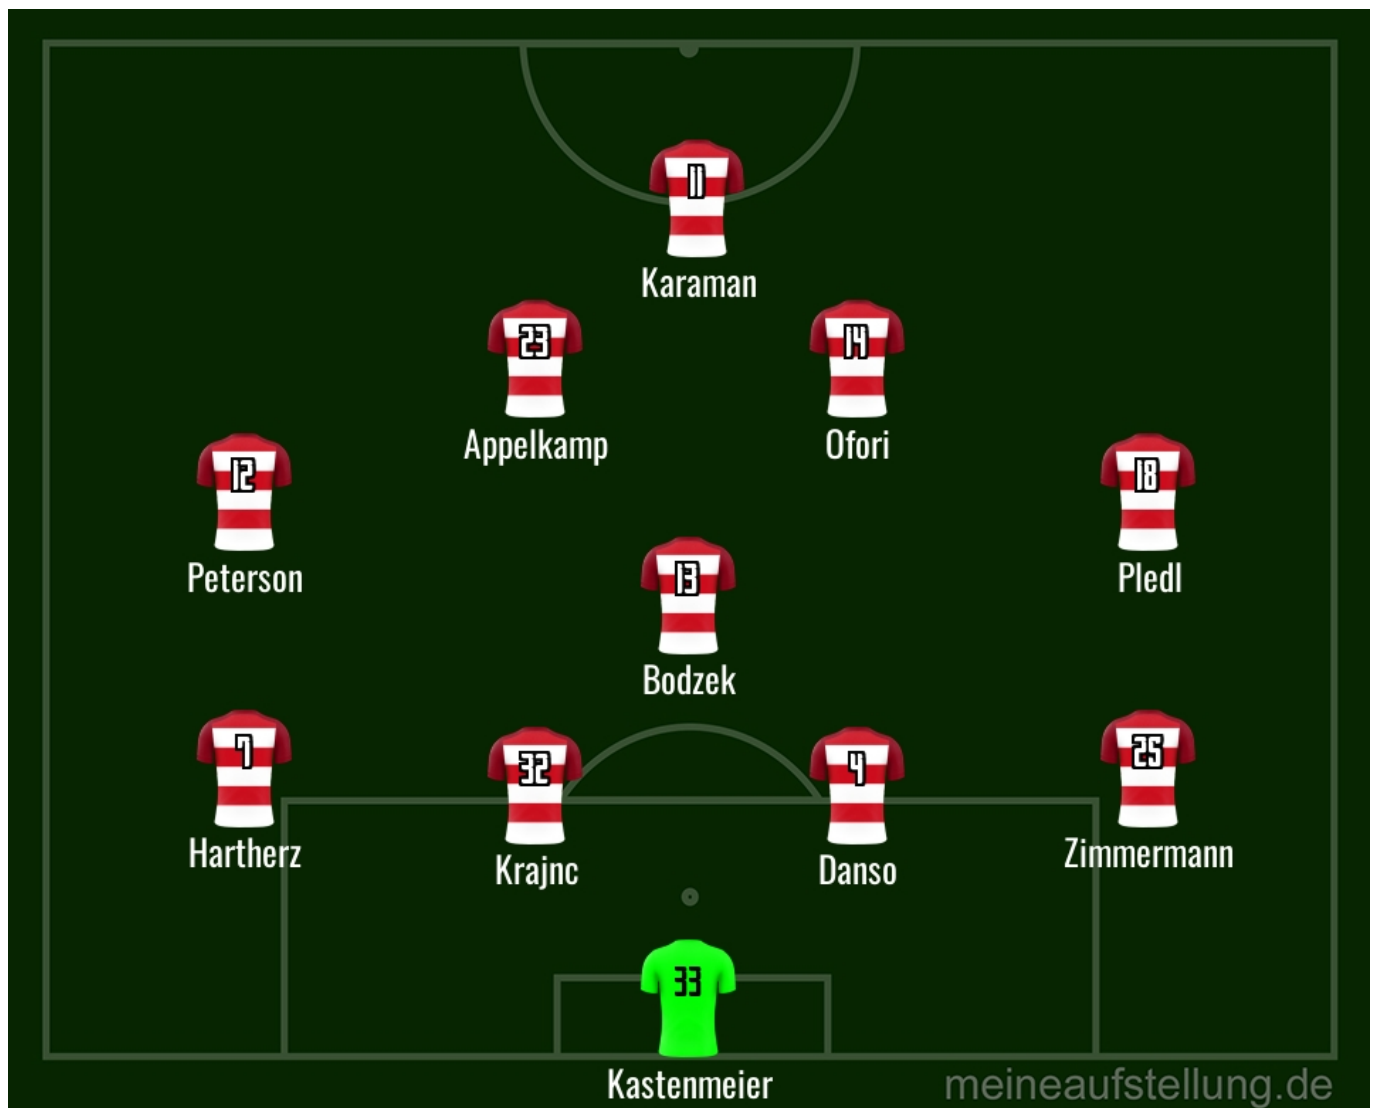 11
Karaman
23
14
Appelkamp
Ofori
12
18
Peterson
Pledl
13
Bodzek
7
32
4
25
Hartherz
Krajnc
Danso
Zimmermann
33
Kastenmeier
meineaufstellung.de